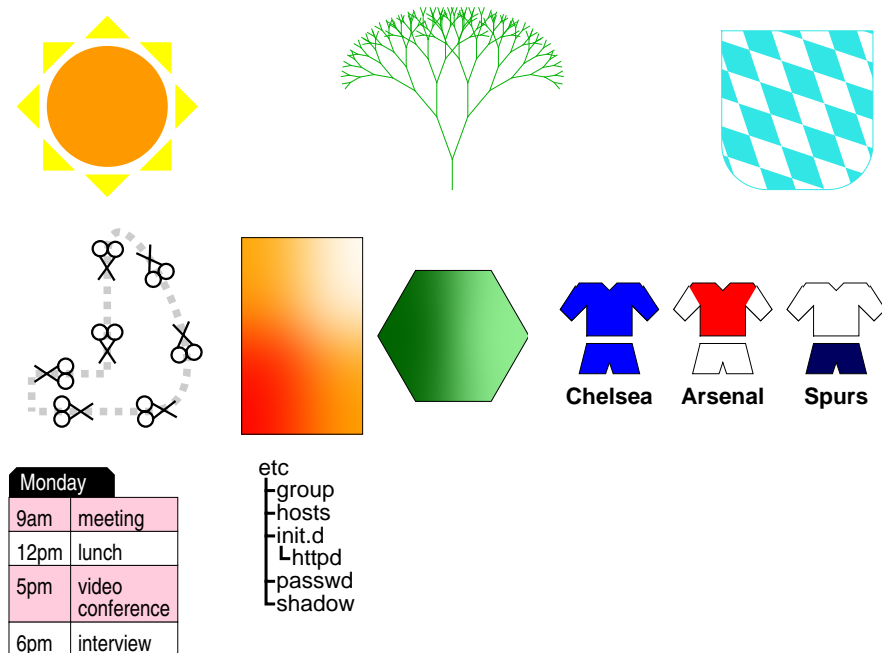 Chelsea Arsenal Spurs
Monday
9am meeting
12pm lunch
5pm video
conference
6pm interview
etc
group
hosts
init.d
httpd
passwd
shadow